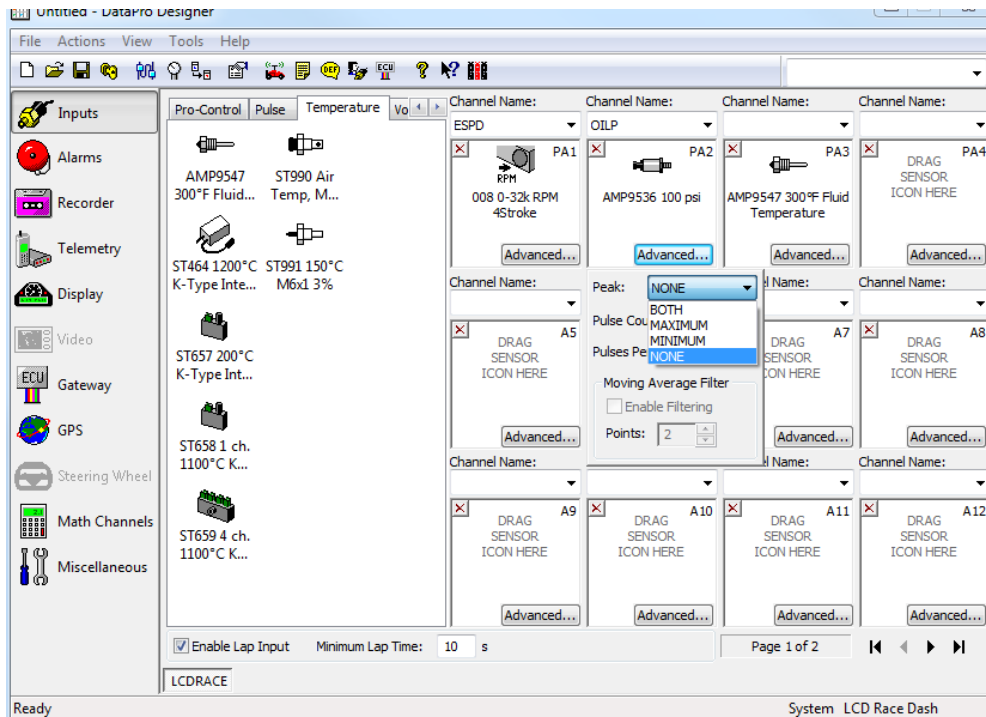 Untitled - DataPro Designer
File Actions View Tools Help
DEF
ECU
Inputs
Alarms
Recorder
Telemetry
Display
Video
ECU
Gateway
GPS
Steering Wheel
Math Channels
Miscellaneous
Pro-Control Pulse Temperature Vo
AMP9547
300°F Fluid...
ST990 Air
Temp, M...
ST464 1200°C
K-Type Inte...
ST991 150°C
M6x1 3%
ST657 200°C
K-Type Int...
ST658 1 ch.
1100°C K...
ST659 4 ch.
1100°C K...
Channel Name: Channel Name: Channel Name: Channel Name:
ESPD OILP
PA1
RPM
008 0-32k RPM
4Stroke
Advanced...
PA2
AMP9536 100 psi
Advanced...
PA3
AMP9547 300°F Fluid
Temperature
Advanced...
PA4
DRAG
SENSOR
ICON HERE
Advanced...
Channel Name:
A5
DRAG
SENSOR
ICON HERE
Advanced...
Peak: NONE
BOTH
MAXIMUM
MINIMUM
NONE
Pulse Cou
Pulses Pe
Moving Average Filter
Enable Filtering
Points: 2
l Name:
A7
DRAG
SENSOR
ICON HERE
Advanced...
Channel Name:
A8
DRAG
SENSOR
ICON HERE
Advanced...
Channel Name: l Name: Channel Name:
A9
DRAG
SENSOR
ICON HERE
Advanced...
A10
DRAG
SENSOR
ICON HERE
Advanced...
A11
DRAG
SENSOR
ICON HERE
Advanced...
A12
DRAG
SENSOR
ICON HERE
Advanced...
Enable Lap Input Minimum Lap Time: 10 s
Page 1 of 2
LCDRACE
Ready
System LCD Race Dash